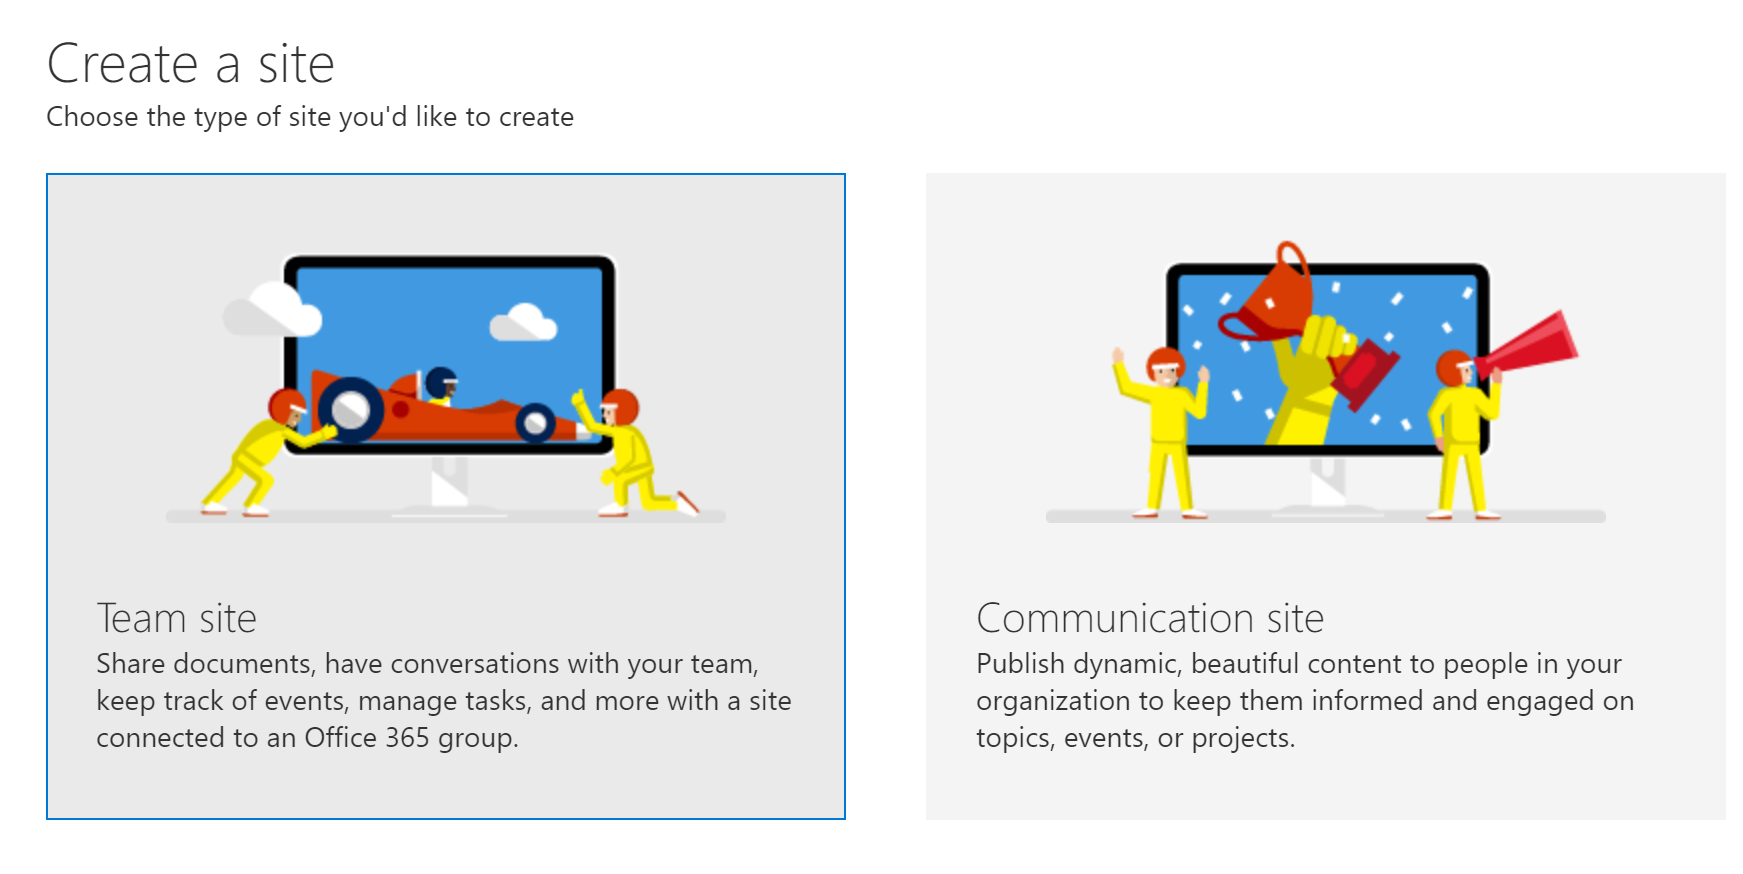 Create a site
Choose the type of site you'd like to create
Team site
Share documents, have conversations with your team,
keep track of events, manage tasks, and more with a site
connected to an Office 365 group.
Communication site
Publish dynamic, beautiful content to people in your
organization to keep them informed and engaged on
topics, events, or projects.